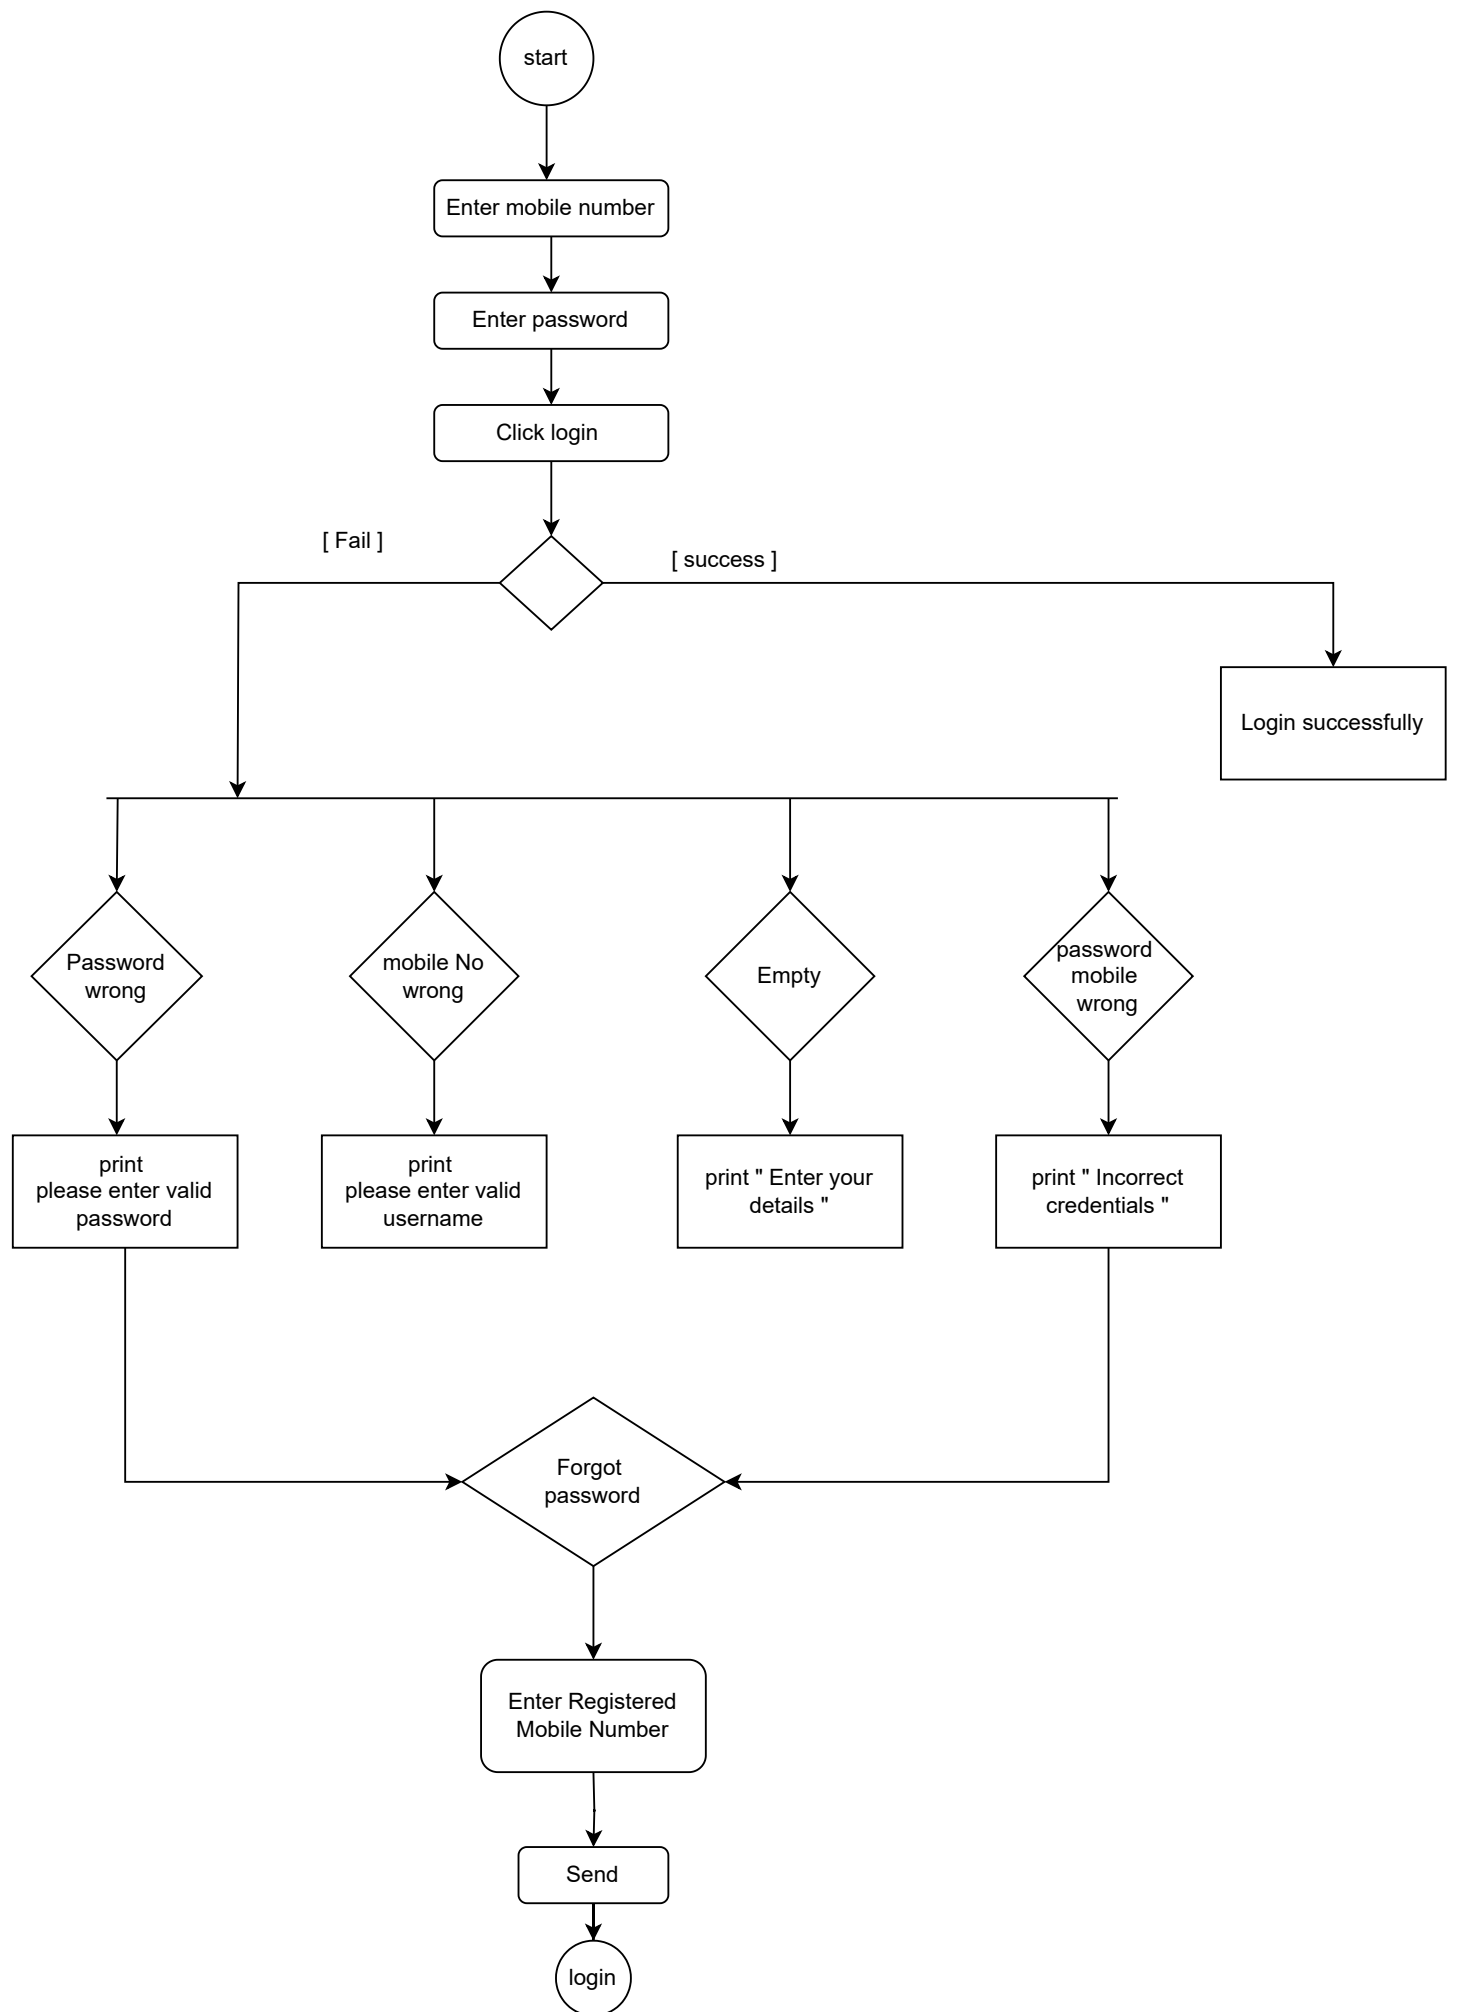 start
Enter mobile number
Enter password
Click login
[ Fail ]
[ success ]
Login successfully
Password
wrong
mobile No
wrong
Empty
password
mobile
wrong
print
please enter valid
password
print
please enter valid
username
print " Enter your
details "
print " Incorrect
credentials "
Forgot
password
Enter Registered
Mobile Number
Send
login